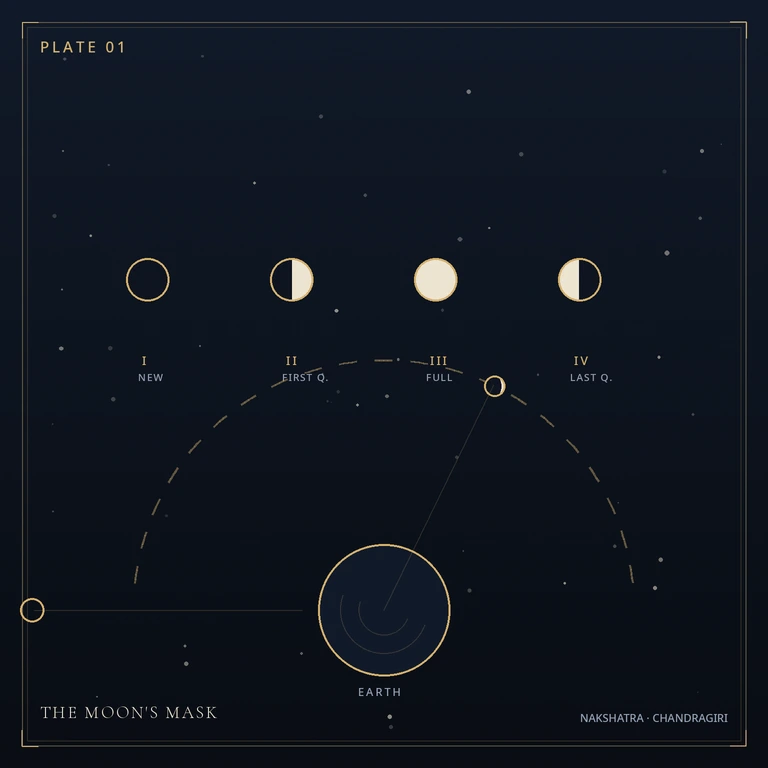 PLATE 01
I
II
III
IV
NEW
FIRST Q.
FULL
LAST Q.
EARTH
THE MOON'S MASK
NAKSHATRA · CHANDRAGIRI